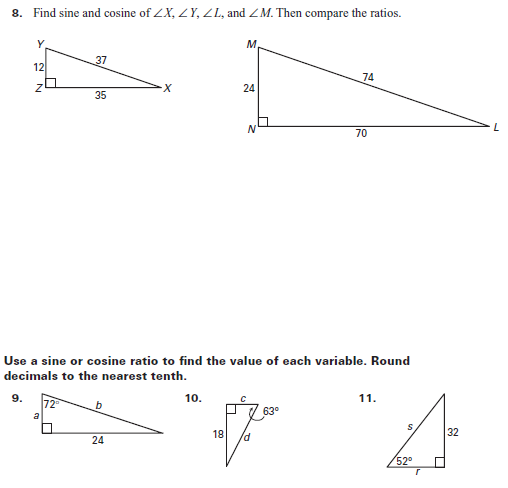 8. Find sine and cosine of ∠X, ∠Y, ∠L, and ∠M. Then compare the ratios.
Y
37
12
Z
35
X
M
74
24
N
70
L
Use a sine or cosine ratio to find the value of each variable. Round
decimals to the nearest tenth.
9.
72°
b
a
24
10.
c
63°
18
d
11.
s
32
52°
r